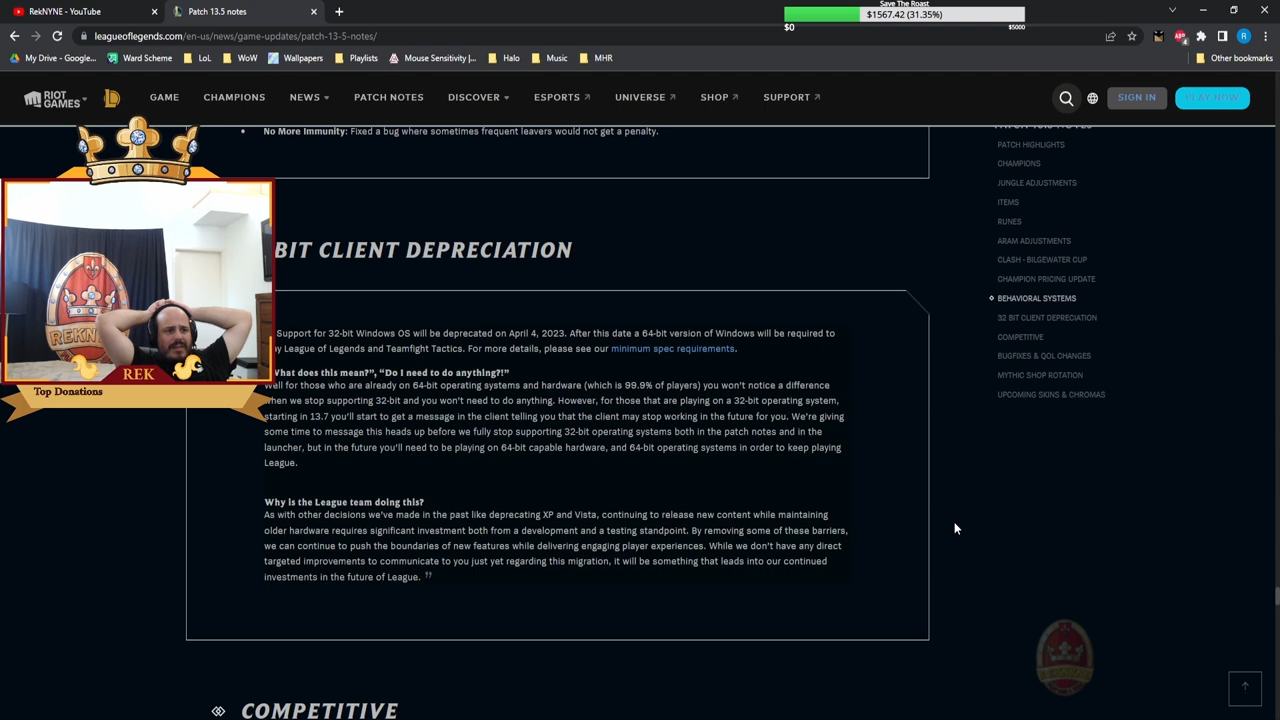 RekNYNE - YouTube
Patch 13.5 notes
Save The Roast
$1567.42 (31.35%)
$0
$5000
leagueoflegends.com/en-us/news/game-updates/patch-13-5-notes/
My Drive - Google...
Ward Scheme
LoL
WoW
Wallpapers
Playlists
Mouse Sensitivity |...
Halo
Music
MHR
Other bookmarks
RIOT GAMES
GAME
CHAMPIONS
NEWS
PATCH NOTES
DISCOVER
ESPORTS
UNIVERSE
SHOP
SUPPORT
SIGN IN
PLAY NOW
No More Immunity: Fixed a bug where sometimes frequent leavers would not get a penalty.
BIT CLIENT DEPRECIATION
Support for 32-bit Windows OS will be deprecated on April 4, 2023. After this date a 64-bit version of Windows will be required to
League of Legends and Teamfight Tactics. For more details, please see our minimum spec requirements.
What does this mean?”, “Do I need to do anything?!”
Well for those who are already on 64-bit operating systems and hardware (which is 99.9% of players) you won’t notice a difference
when we stop supporting 32-bit and you won’t need to do anything. However, for those that are playing on a 32-bit operating system,
starting in 13.7 you’ll start to get a message in the client telling you that the client may stop working in the future for you. We’re giving
some time to message this heads up before we fully stop supporting 32-bit operating systems both in the patch notes and in the
launcher, but in the future you’ll need to be playing on 64-bit capable hardware, and 64-bit operating systems in order to keep playing
League.
Why is the League team doing this?
As with other decisions we’ve made in the past like deprecating XP and Vista, continuing to release new content while maintaining
older hardware requires significant investment both from a development and a testing standpoint. By removing some of these barriers,
we can continue to push the boundaries of new features while delivering engaging player experiences. While we don’t have any direct
targeted improvements to communicate to you just yet regarding this migration, it will be something that leads into our continued
investments in the future of League. ”
COMPETITIVE
PATCH HIGHLIGHTS
CHAMPIONS
JUNGLE ADJUSTMENTS
ITEMS
RUNES
ARAM ADJUSTMENTS
CLASH - BILGEWATER CUP
CHAMPION PRICING UPDATE
BEHAVIORAL SYSTEMS
32 BIT CLIENT DEPRECIATION
COMPETITIVE
BUGFIXES & QOL CHANGES
MYTHIC SHOP ROTATION
UPCOMING SKINS & CHROMAS
REKNYNE
REK
Top Donations